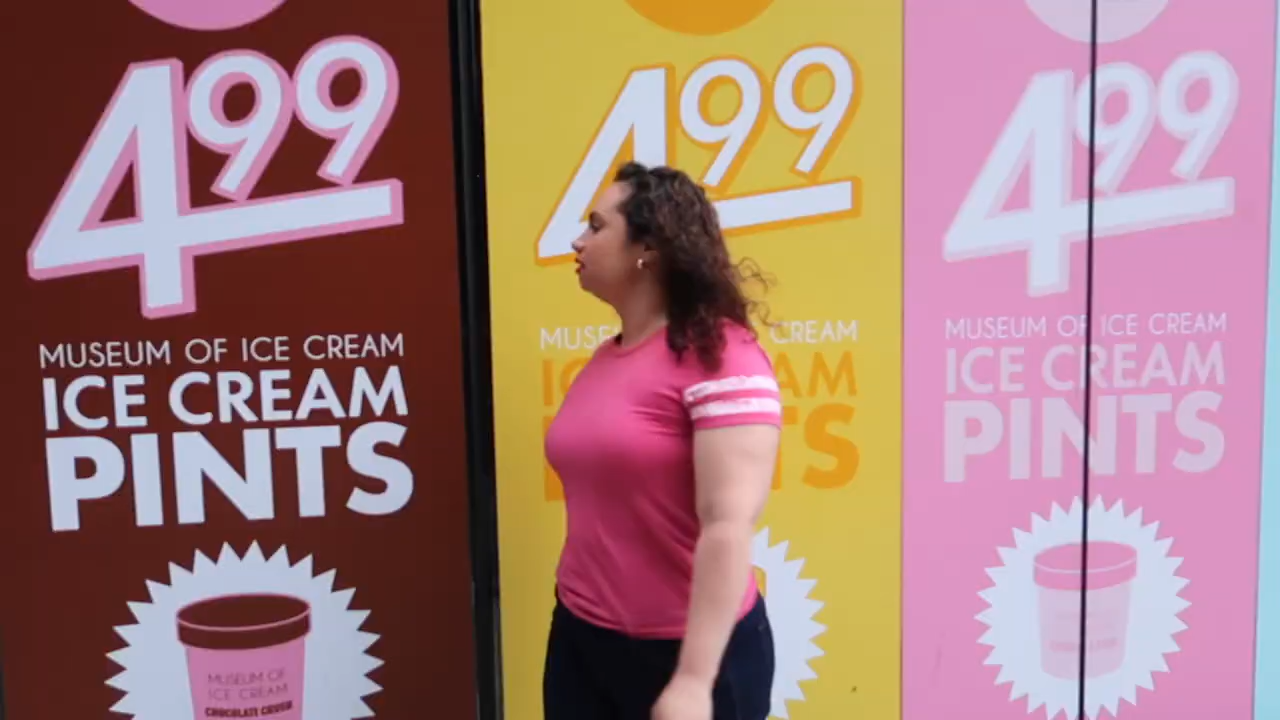 499
MUSEUM OF ICE CREAM
ICE CREAM
PINTS
MUSEUM OF
ICE CREAM
CHOCOLATE CRUSH
499
CREAM
499
MUSEUM OF ICE CREAM
ICE CREAM
PINTS